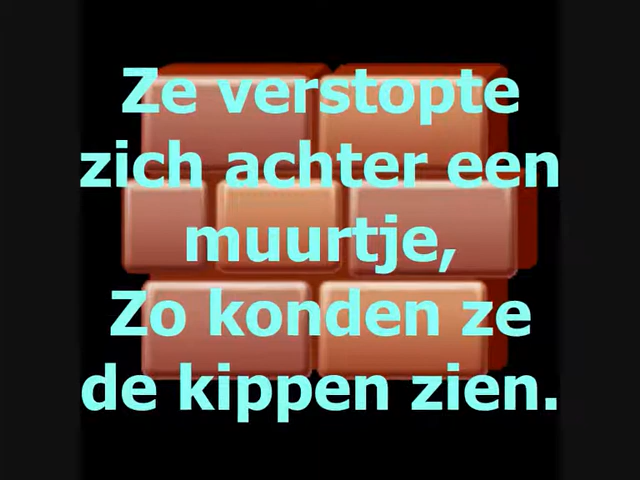 Ze verstopte
zich achter een
muurtje,
Zo konden ze
de kippen zien.